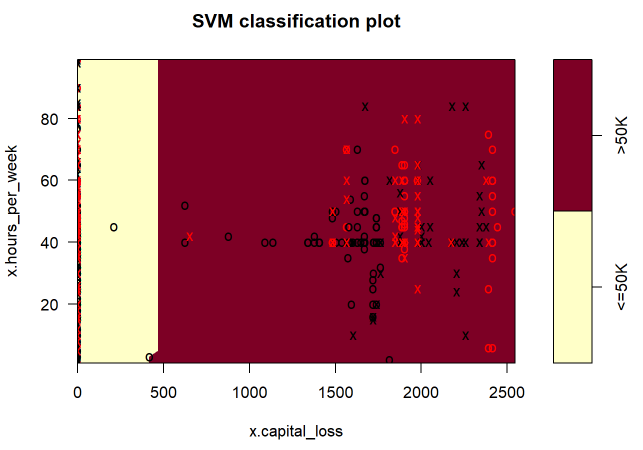 SVM classification plot
x.hours_per_week
80
60
40
20
0
500
1000
1500
2000
2500
x.capital_loss
>50K
<=50K